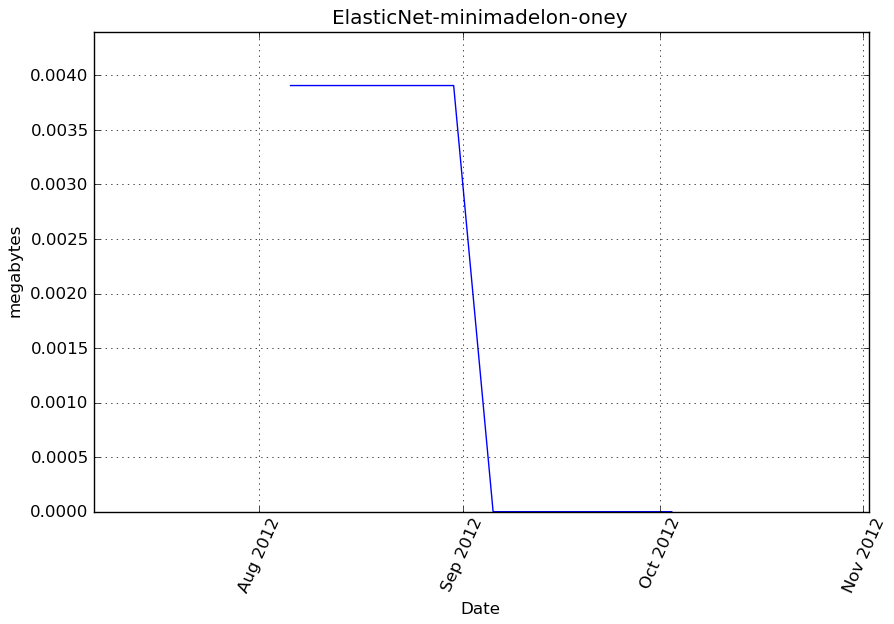 ElasticNet-minimadelon-oney
megabytes
0.0040
0.0035
0.0030
0.0025
0.0020
0.0015
0.0010
0.0005
0.0000
Aug 2012
Sep 2012
Oct 2012
Nov 2012
Date